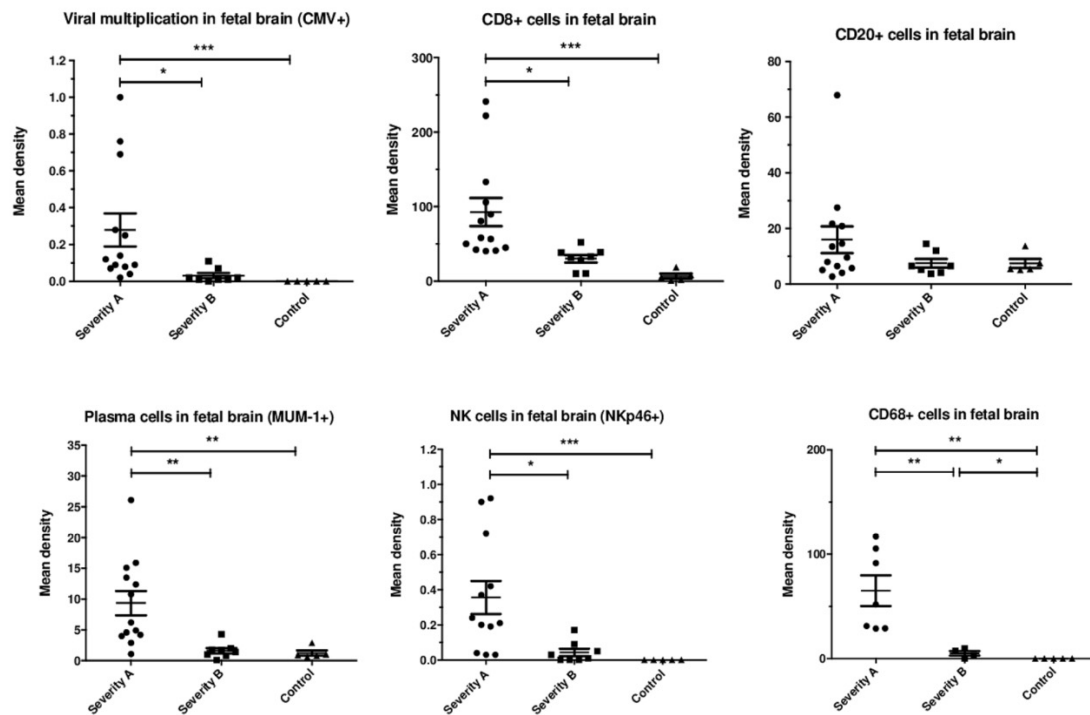 Viral multiplication in fetal brain (CMV+)
***
*
1.2
1.0
0.8
0.6
0.4
0.2
0.0
Mean density
Severity A
Severity B
Control
CD8+ cells in fetal brain
***
*
300
200
100
0
Mean density
Severity A
Severity B
Control
CD20+ cells in fetal brain
80
60
40
20
0
Mean density
Severity A
Severity B
Control
Plasma cells in fetal brain (MUM-1+)
**
**
35
30
25
20
15
10
5
0
Mean density
Severity A
Severity B
Control
NK cells in fetal brain (NKp46+)
***
*
1.2
1.0
0.8
0.6
0.4
0.2
0.0
Mean density
Severity A
Severity B
Control
CD68+ cells in fetal brain
**
** *
200
100
0
Mean density
Severity A
Severity B
Control